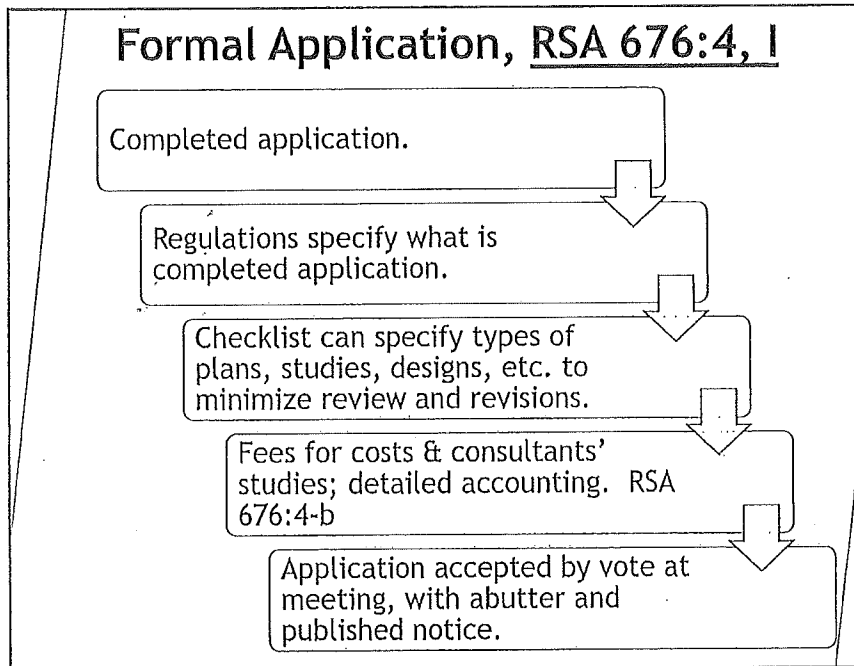 Formal Application, RSA 676:4, I
Completed application.
Regulations specify what is
completed application.
Checklist can specify types of
plans, studies, designs, etc. to
minimize review and revisions.
Fees for costs & consultants'
studies; detailed accounting. RSA
676:4-b
Application accepted by vote at
meeting, with abutter and
published notice.